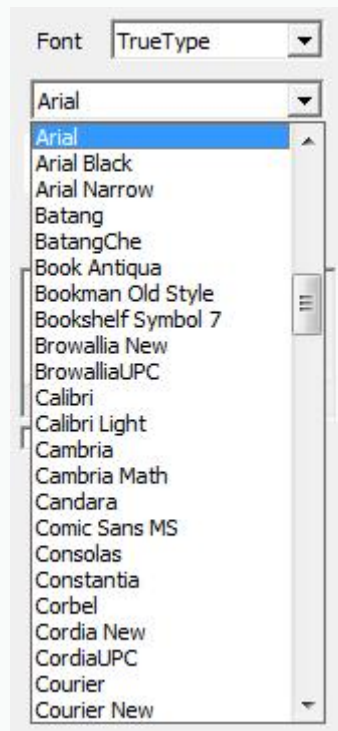 Font TrueType
Arial
Arial
Arial Black
Arial Narrow
Batang
BatangChe
Book Antiqua
Bookman Old Style
Bookshelf Symbol 7
Browallia New
BrowalliaUPC
Calibri
Calibri Light
Cambria
Cambria Math
Candara
Comic Sans MS
Consolas
Constantia
Corbel
Cordia New
CordiaUPC
Courier
Courier New